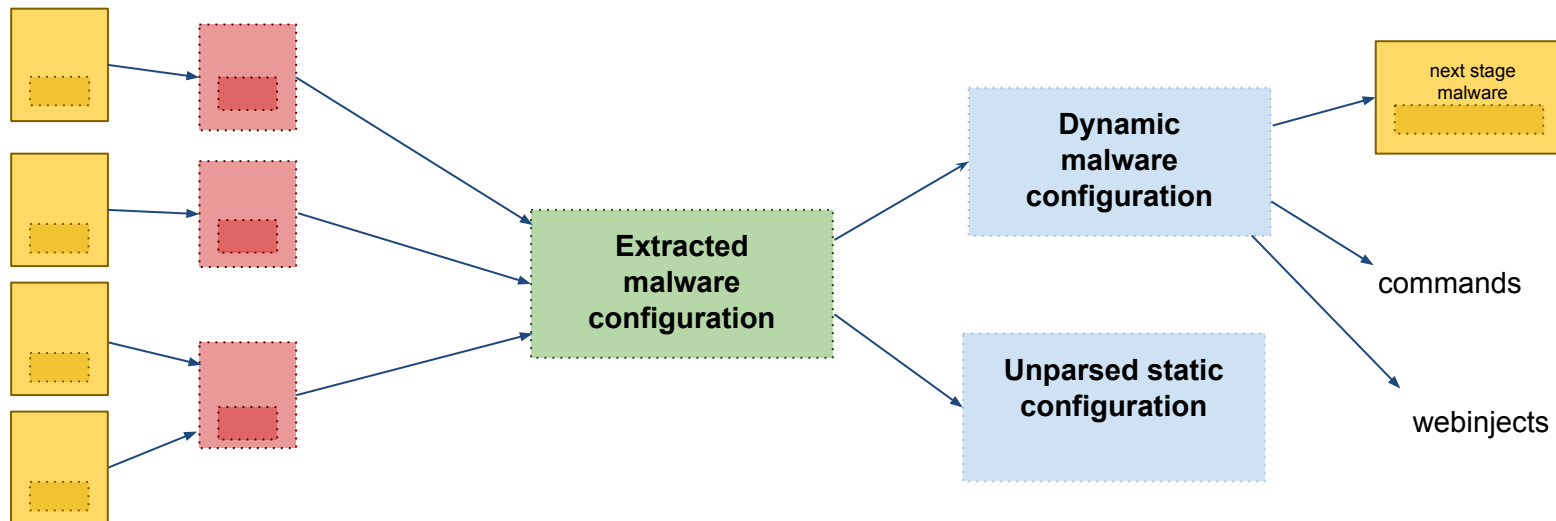 next stage
malware
Dynamic
malware
configuration
Extracted
malware
configuration
commands
Unparsed static
configuration
webinjects